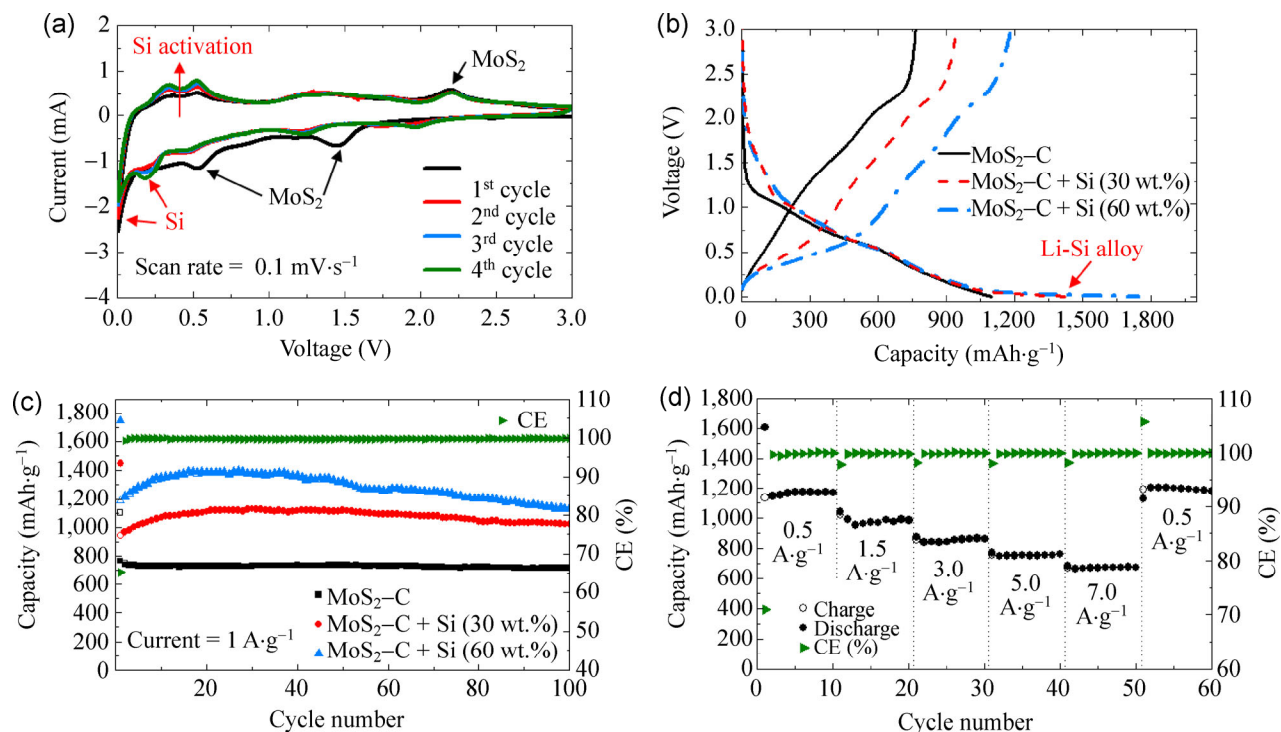 (a)
Si activation
MoS₂
Si
MoS₂
1st cycle
2nd cycle
3rd cycle
4th cycle
Scan rate = 0.1 mV·s⁻¹
Current (mA)
2
1
0
−1
−2
−3
−4
0.0 0.5 1.0 1.5 2.0 2.5 3.0
Voltage (V)
(b)
MoS₂–C
MoS₂–C + Si (30 wt.%)
MoS₂–C + Si (60 wt.%)
Li-Si alloy
Voltage (V)
3.0
2.5
2.0
1.5
1.0
0.5
0.0
0 300 600 900 1,200 1,500 1,800
Capacity (mAh·g⁻¹)
(c)
CE
MoS₂–C
MoS₂–C + Si (30 wt.%)
MoS₂–C + Si (60 wt.%)
Current = 1 A·g⁻¹
Capacity (mAh·g⁻¹)
1,800
1,600
1,400
1,200
1,000
800
600
400
200
0
CE (%)
110
100
90
80
70
60
50
40
20 40 60 80 100
Cycle number
(d)
0.5
A·g⁻¹
1.5
A·g⁻¹
3.0
A·g⁻¹
5.0
A·g⁻¹
7.0
A·g⁻¹
0.5
A·g⁻¹
Charge
Discharge
CE (%)
Capacity (mAh·g⁻¹)
1,800
1,600
1,400
1,200
1,000
800
600
400
200
0
CE (%)
110
100
90
80
70
60
0 10 20 30 40 50 60
Cycle number